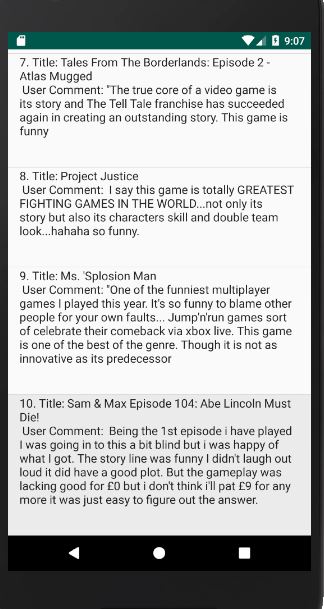 9:07
7. Title: Tales From The Borderlands: Episode 2 -
Atlas Mugged
User Comment: "The true core of a video game is
its story and The Tell Tale franchise has succeeded
again in creating an outstanding story. This game is
funny
8. Title: Project Justice
User Comment:  I say this game is totally GREATEST
FIGHTING GAMES IN THE WORLD...not only its
story but also its characters skill and double team
look...hahaha so funny.
9. Title: Ms. 'Splosion Man
User Comment: "One of the funniest multiplayer
games I played this year. It's so funny to blame other
people for your own faults... Jump'n'run games sort
of celebrate their comeback via xbox live. This game
is one of the best of the genre. Though it is not as
innovative as its predecessor
10. Title: Sam & Max Episode 104: Abe Lincoln Must
Die!
User Comment:  Being the 1st episode i have played
I was going in to this a bit blind but i was happy of
what I got. The story line was funny I didn't laugh out
loud it did have a good plot. But the gameplay was
lacking good for £0 but i don't think i'll pat £9 for any
more it was just easy to figure out the answer.